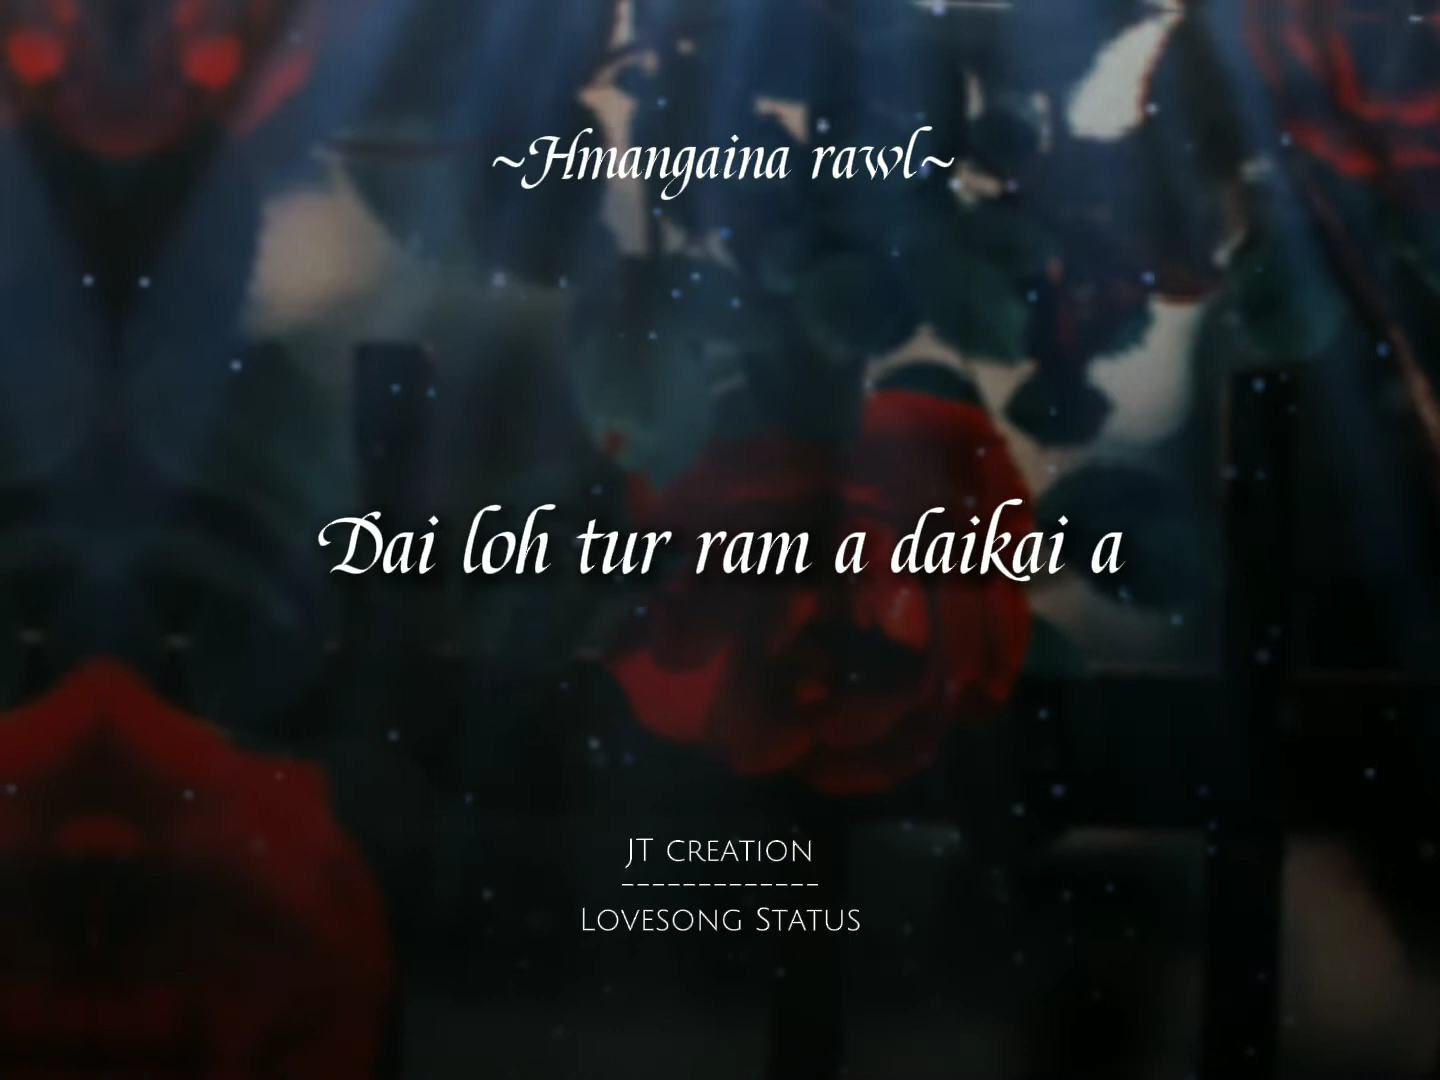 ~Hmangaina rawl~
Dai loh tur ram a daikai a
JT CREATION
-------------
LOVESONG STATUS